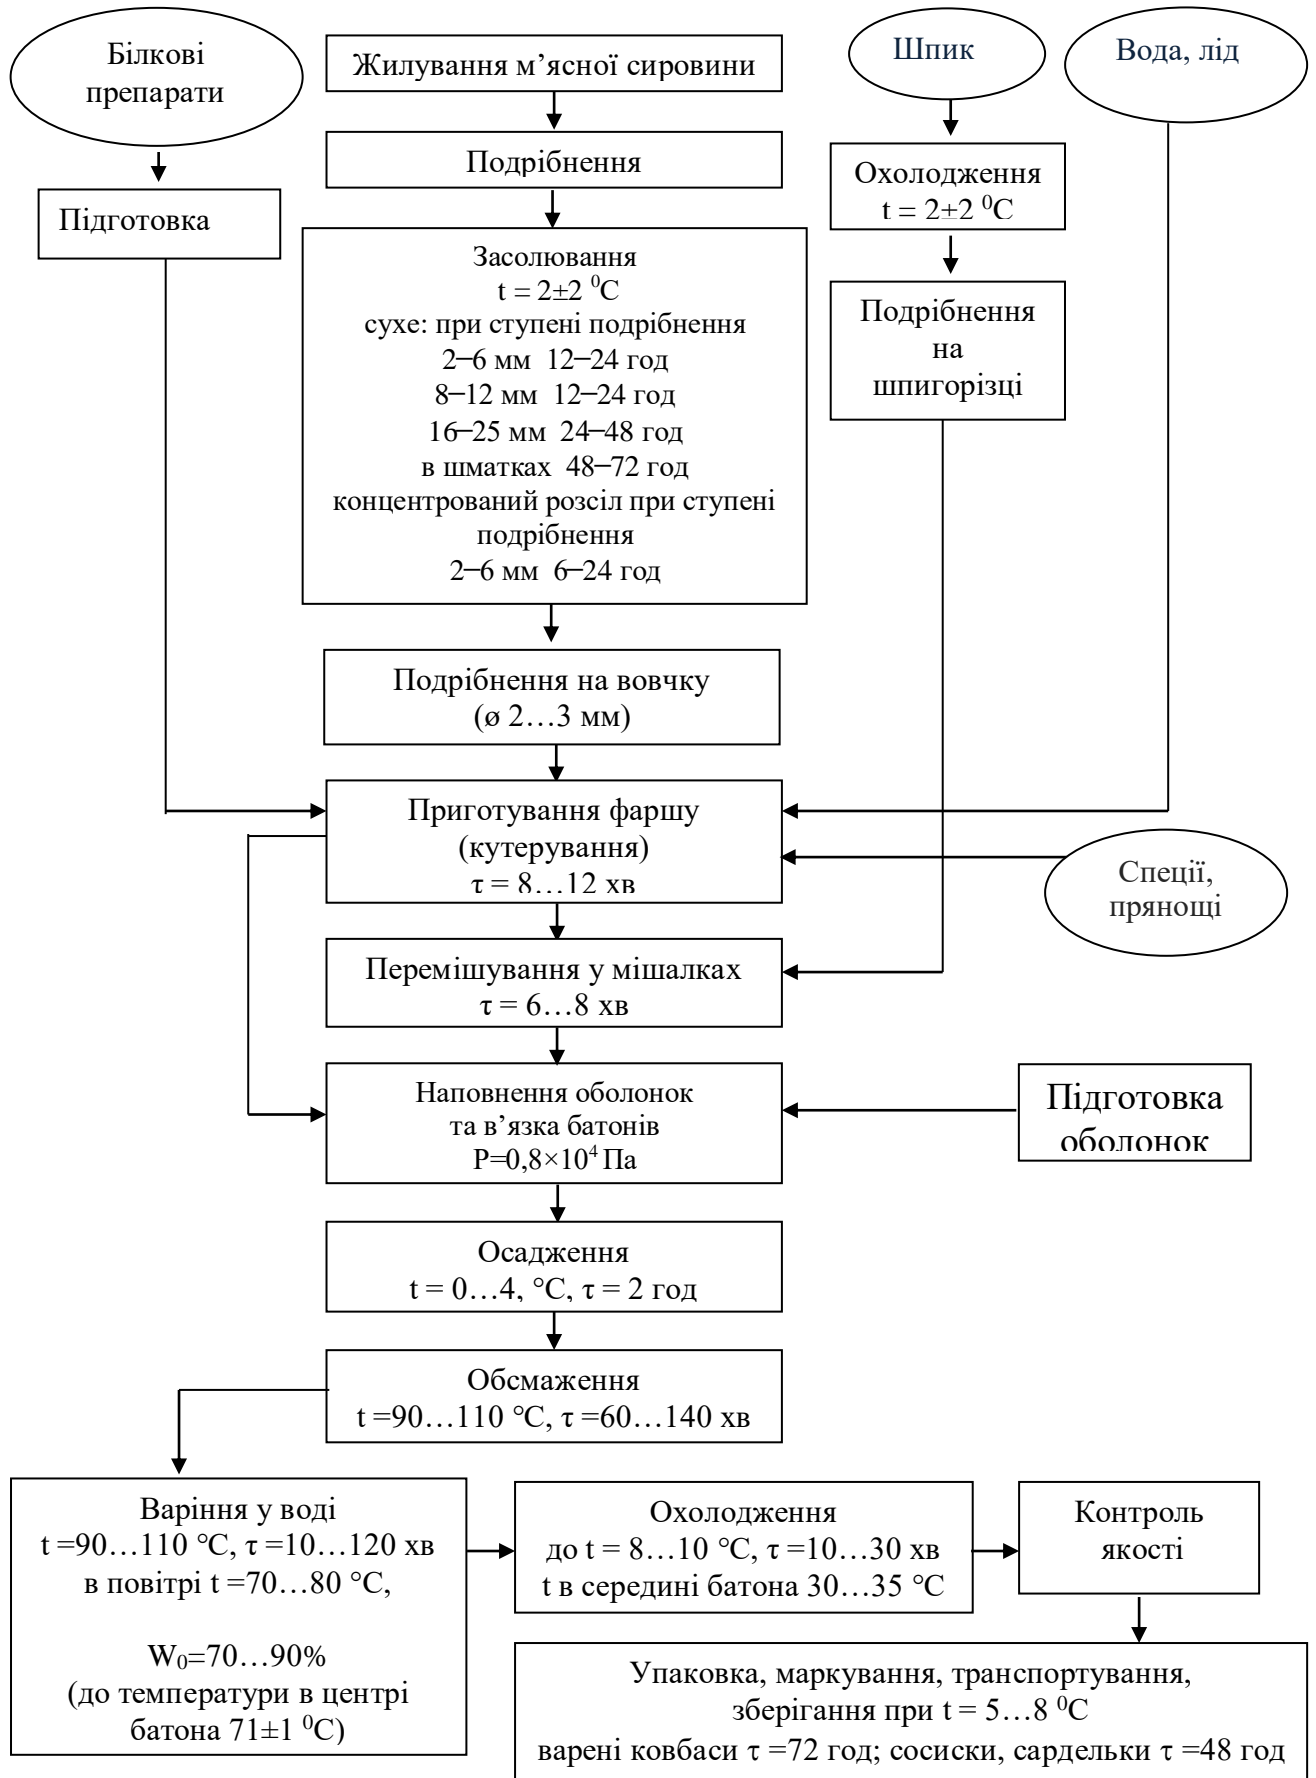 Білкові
препарати
Жилування м’ясної сировини
Шпик
Вода, лід
Подрібнення
Охолодження
t = 2±2 ⁰С
Підготовка
Засолювання
t = 2±2 ⁰С
сухе: при ступені подрібнення
2–6 мм 12–24 год
8–12 мм 12–24 год
16–25 мм 24–48 год
в шматках 48–72 год
концентрований розсіл при ступені
подрібнення
2–6 мм 6–24 год
Подрібнення
на
шпигорізці
Подрібнення на вовчку
(ø 2…3 мм)
Приготування фаршу
(кутерування)
τ = 8…12 хв
Спеції,
прянощі
Перемішування у мішалках
τ = 6…8 хв
Наповнення оболонок
та в’язка батонів
Р=0,8×10⁴ Па
Підготовка
оболонок
Осадження
t = 0…4, °С, τ = 2 год
Обсмаження
t =90…110 °С, τ =60…140 хв
Варіння у воді
t =90…110 °С, τ =10…120 хв
в повітрі t =70…80 °С,
W₀=70…90%
(до температури в центрі
батона 71±1 ⁰С)
Охолодження
до t = 8…10 °С, τ =10…30 хв
t в середині батона 30…35 °С
Контроль
якості
Упаковка, маркування, транспортування,
зберігання при t = 5…8 ⁰С
варені ковбаси τ =72 год; сосиски, сардельки τ =48 год